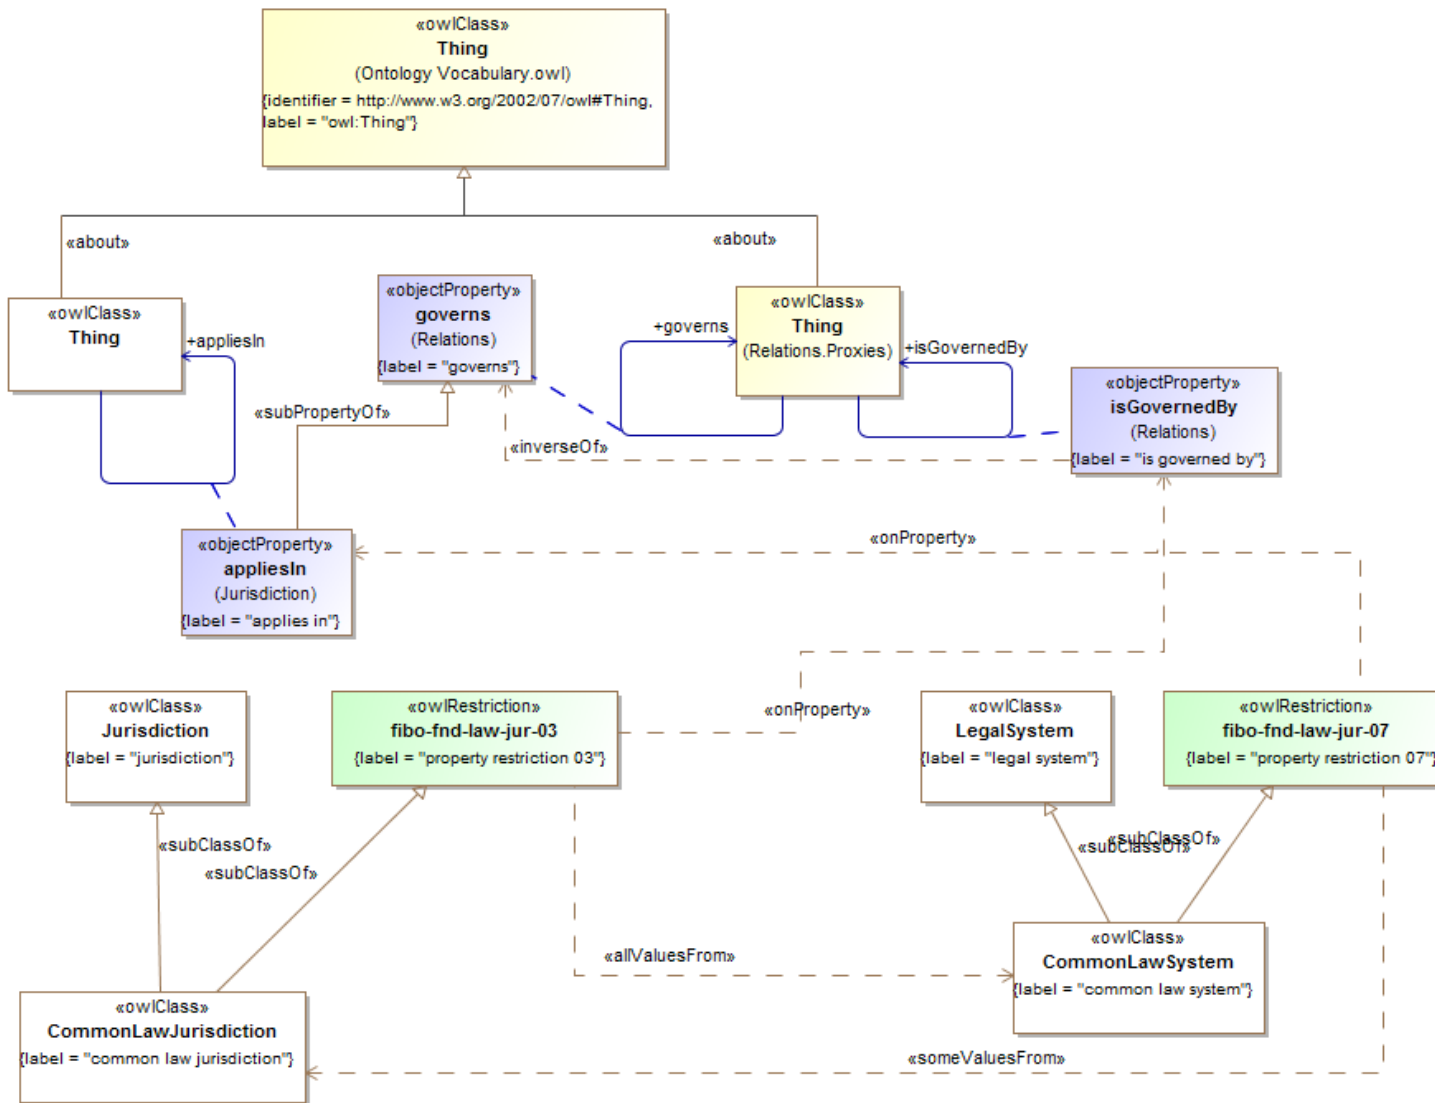 «owlClass»
Thing
(Ontology Vocabulary.owl)
{identifier = http://www.w3.org/2002/07/owl#Thing,
label = "owl:Thing"}
«about»
«about»
«owlClass»
Thing
+appliesIn
«objectProperty»
governs
(Relations)
{label = "governs"}
+governs
«owlClass»
Thing
(Relations.Proxies)
+isGovernedBy
«objectProperty»
isGovernedBy
(Relations)
{label = "is governed by"}
«subPropertyOf»
«inverseOf»
«objectProperty»
appliesIn
(Jurisdiction)
{label = "applies in"}
«onProperty»
«owlClass»
Jurisdiction
{label = "jurisdiction"}
«owlRestriction»
fibo-fnd-law-jur-03
{label = "property restriction 03"}
«onProperty»
«owlClass»
LegalSystem
{label = "legal system"}
«owlRestriction»
fibo-fnd-law-jur-07
{label = "property restriction 07"}
«subClassOf»
«subClassOf»
«subClassOf»
«subClassOf»
«allValuesFrom»
«owlClass»
CommonLawSystem
{label = "common law system"}
«owlClass»
CommonLawJurisdiction
{label = "common law jurisdiction"}
«someValuesFrom»